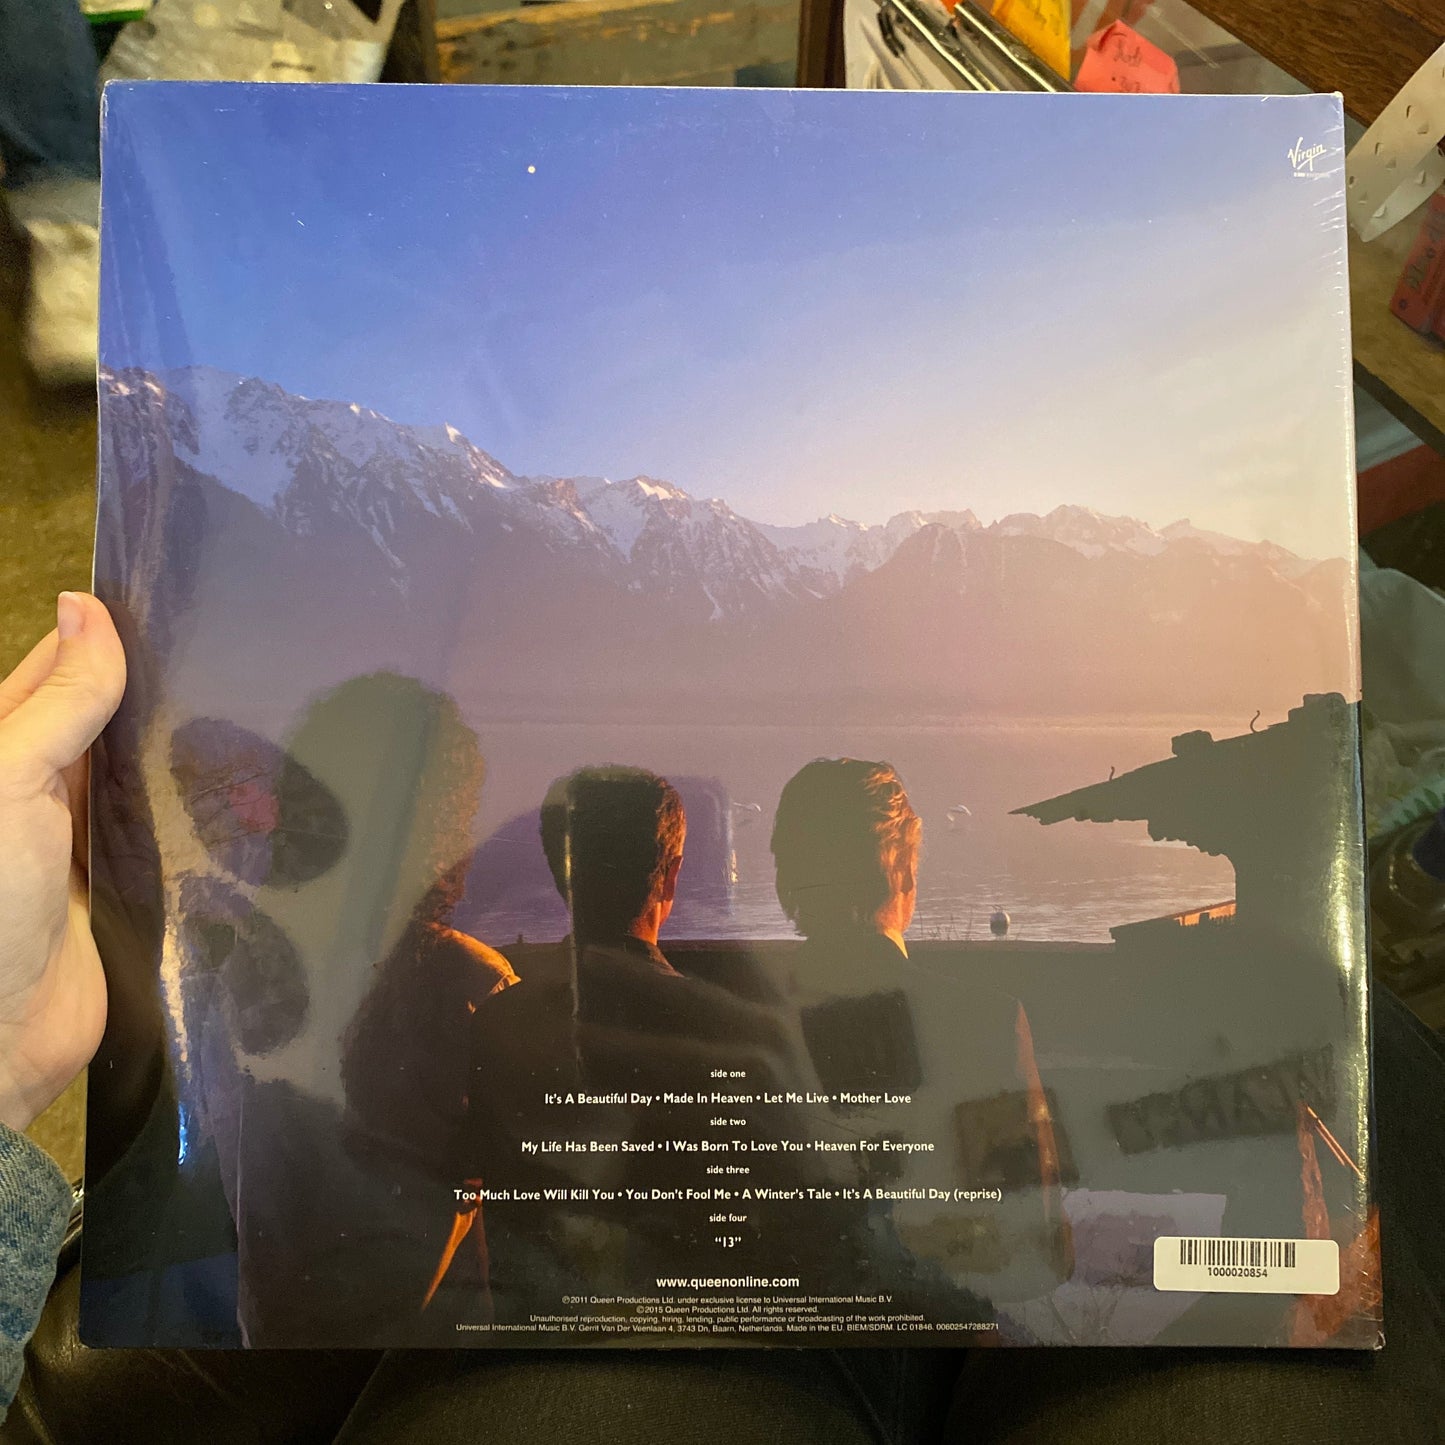 Virgin
side one
It's A Beautiful Day • Made In Heaven • Let Me Live • Mother Love
side two
My Life Has Been Saved • I Was Born To Love You • Heaven For Everyone
side three
Too Much Love Will Kill You • You Don't Fool Me • A Winter's Tale • It's A Beautiful Day (reprise)
side four
“13”
www.queenonline.com
℗2011 Queen Productions Ltd. under exclusive license to Universal International Music B.V.
©2015 Queen Productions Ltd. All rights reserved.
Unauthorised reproduction, copying, hiring, lending, public performance or broadcasting of the work prohibited.
Universal International Music B.V. Gerrit Van Der Veenlaan 4, 3743 Dn, Baarn, Netherlands. Made in the EU. BIEM/SDRM. LC 01846. 00602547288271
1000020854